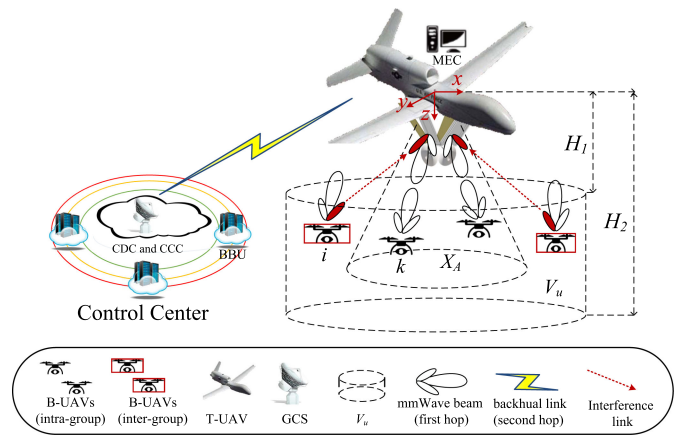 MEC
x
y
z
H1
H2
CDC and CCC
BBU
Control Center
i
k
XA
Vu
B-UAVs
(intra-group)
B-UAVs
(inter-group)
T-UAV
GCS
Vu
mmWave beam
(first hop)
backhual link
(second hop)
Interference
link